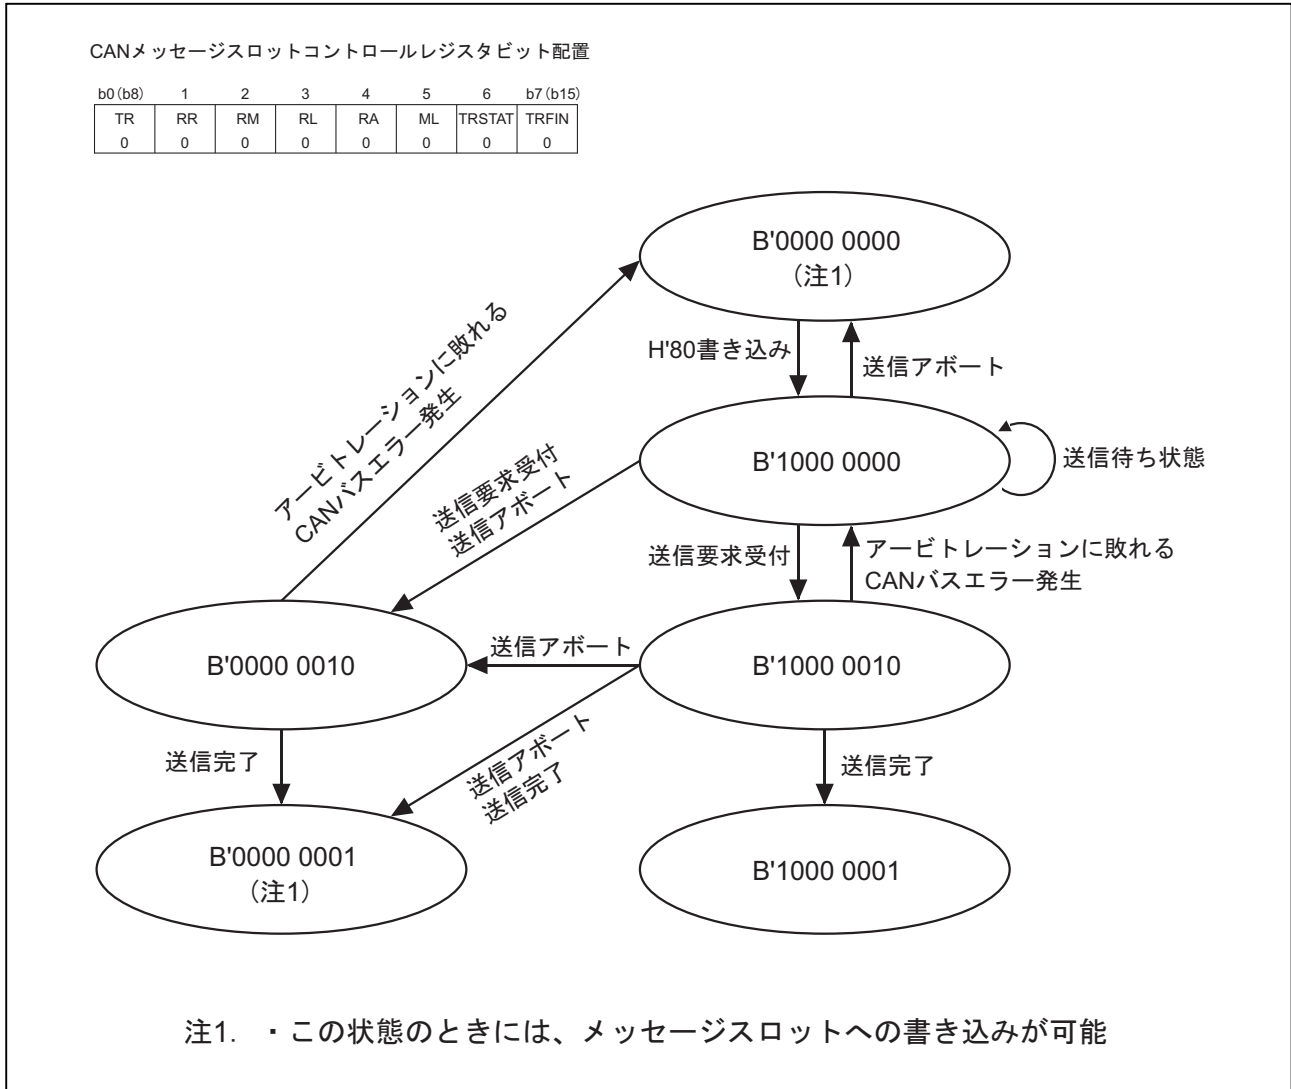 CANメッセージスロットコントロールレジスタビット配置
b0(b8) 1 2 3 4 5 6 b7(b15)
TR RR RM RL RA ML TRSTAT TRFIN
0 0 0 0 0 0 0 0
B'0000 0000
(注1)
アービトレーションに敗れる
CANバスエラー発生
H'80書き込み
送信アボート
B'1000 0000
送信待ち状態
送信要求受付
送信アボート
送信要求受付
アービトレーションに敗れる
CANバスエラー発生
B'0000 0010
送信アボート
B'1000 0010
送信完了
送信アボート
送信完了
送信完了
B'0000 0001
(注1)
B'1000 0001
注1. ・この状態のときには、メッセージスロットへの書き込みが可能